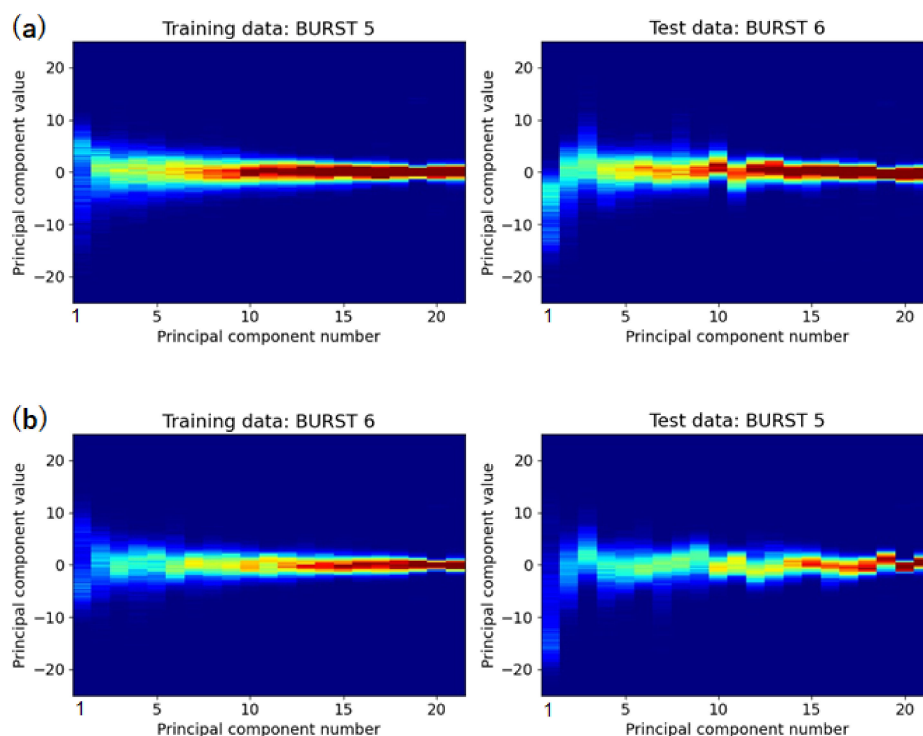 (a)
Training data: BURST 5
Test data: BURST 6
Principal component value
20
10
0
−10
−20
1
5
10
15
20
Principal component number
Principal component value
20
10
0
−10
−20
1
5
10
15
20
Principal component number
(b)
Training data: BURST 6
Test data: BURST 5
Principal component value
20
10
0
−10
−20
1
5
10
15
20
Principal component number
Principal component value
20
10
0
−10
−20
1
5
10
15
20
Principal component number